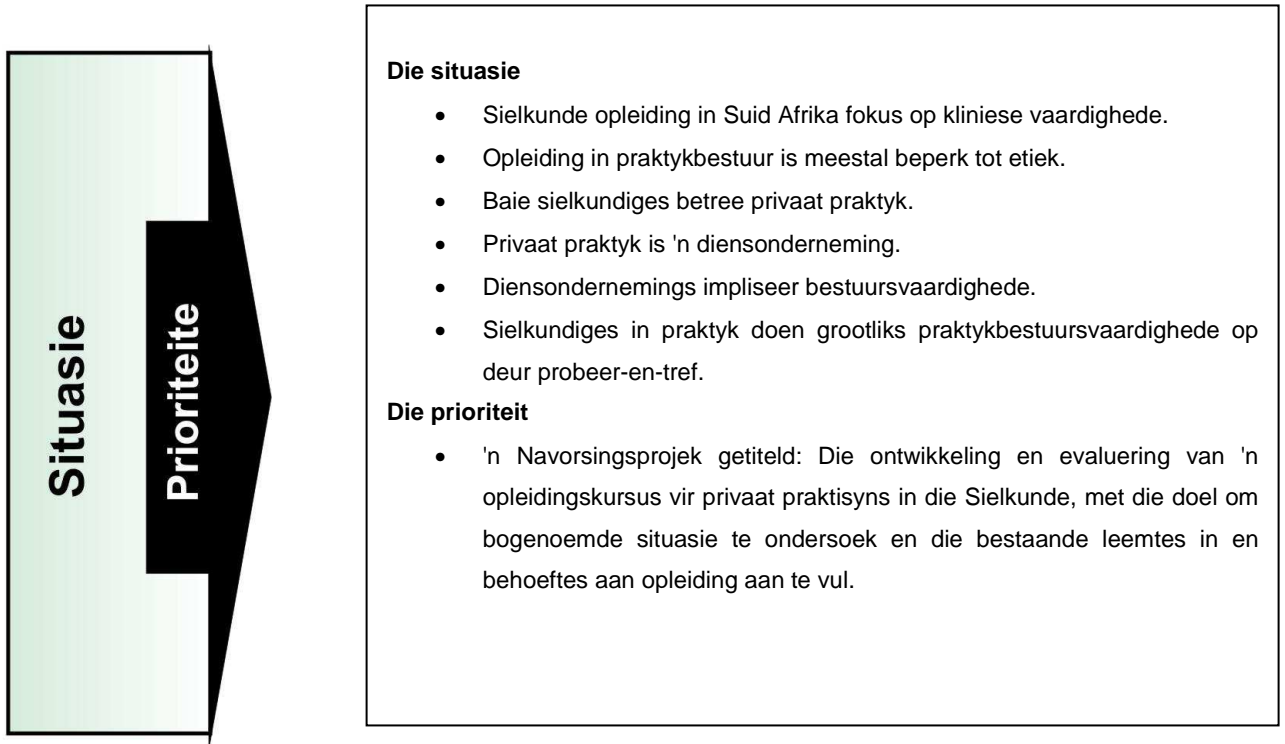 Situasie
Prioriteite
Die situasie
• Sielkunde opleiding in Suid Afrika fokus op kliniese vaardighede.
• Opleiding in praktykbestuur is meestal beperk tot etiek.
• Baie sielkundiges betree privaat praktyk.
• Privaat praktyk is 'n diensonderneming.
• Diensondernemings impliseer bestuursvaardighede.
• Sielkundiges in praktyk doen grootliks praktykbestuursvaardighede op
deur probeer-en-tref.
Die prioriteit
• 'n Navorsingsprojek getiteld: Die ontwikkeling en evaluering van 'n
opleidingskursus vir privaat praktisyns in die Sielkunde, met die doel om
bogenoemde situasie te ondersoek en die bestaande leemtes in en
behoeftes aan opleiding aan te vul.